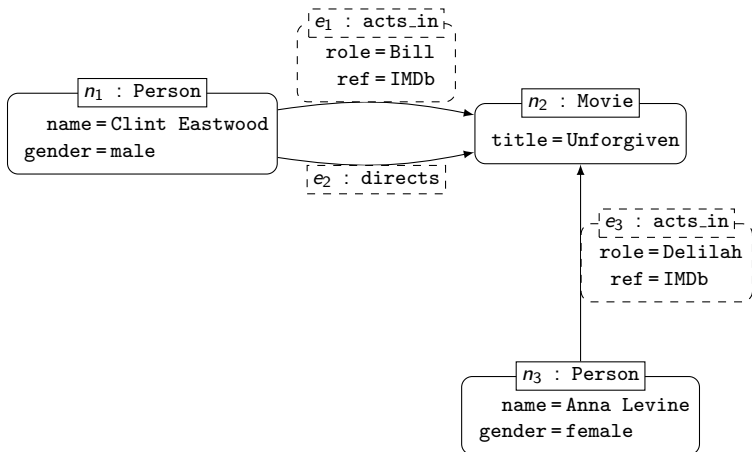 e₁ : acts_in
role = Bill
ref = IMDb
n₁ : Person
name = Clint Eastwood
gender = male
n₂ : Movie
title = Unforgiven
e₂ : directs
e₃ : acts_in
role = Delilah
ref = IMDb
n₃ : Person
name = Anna Levine
gender = female